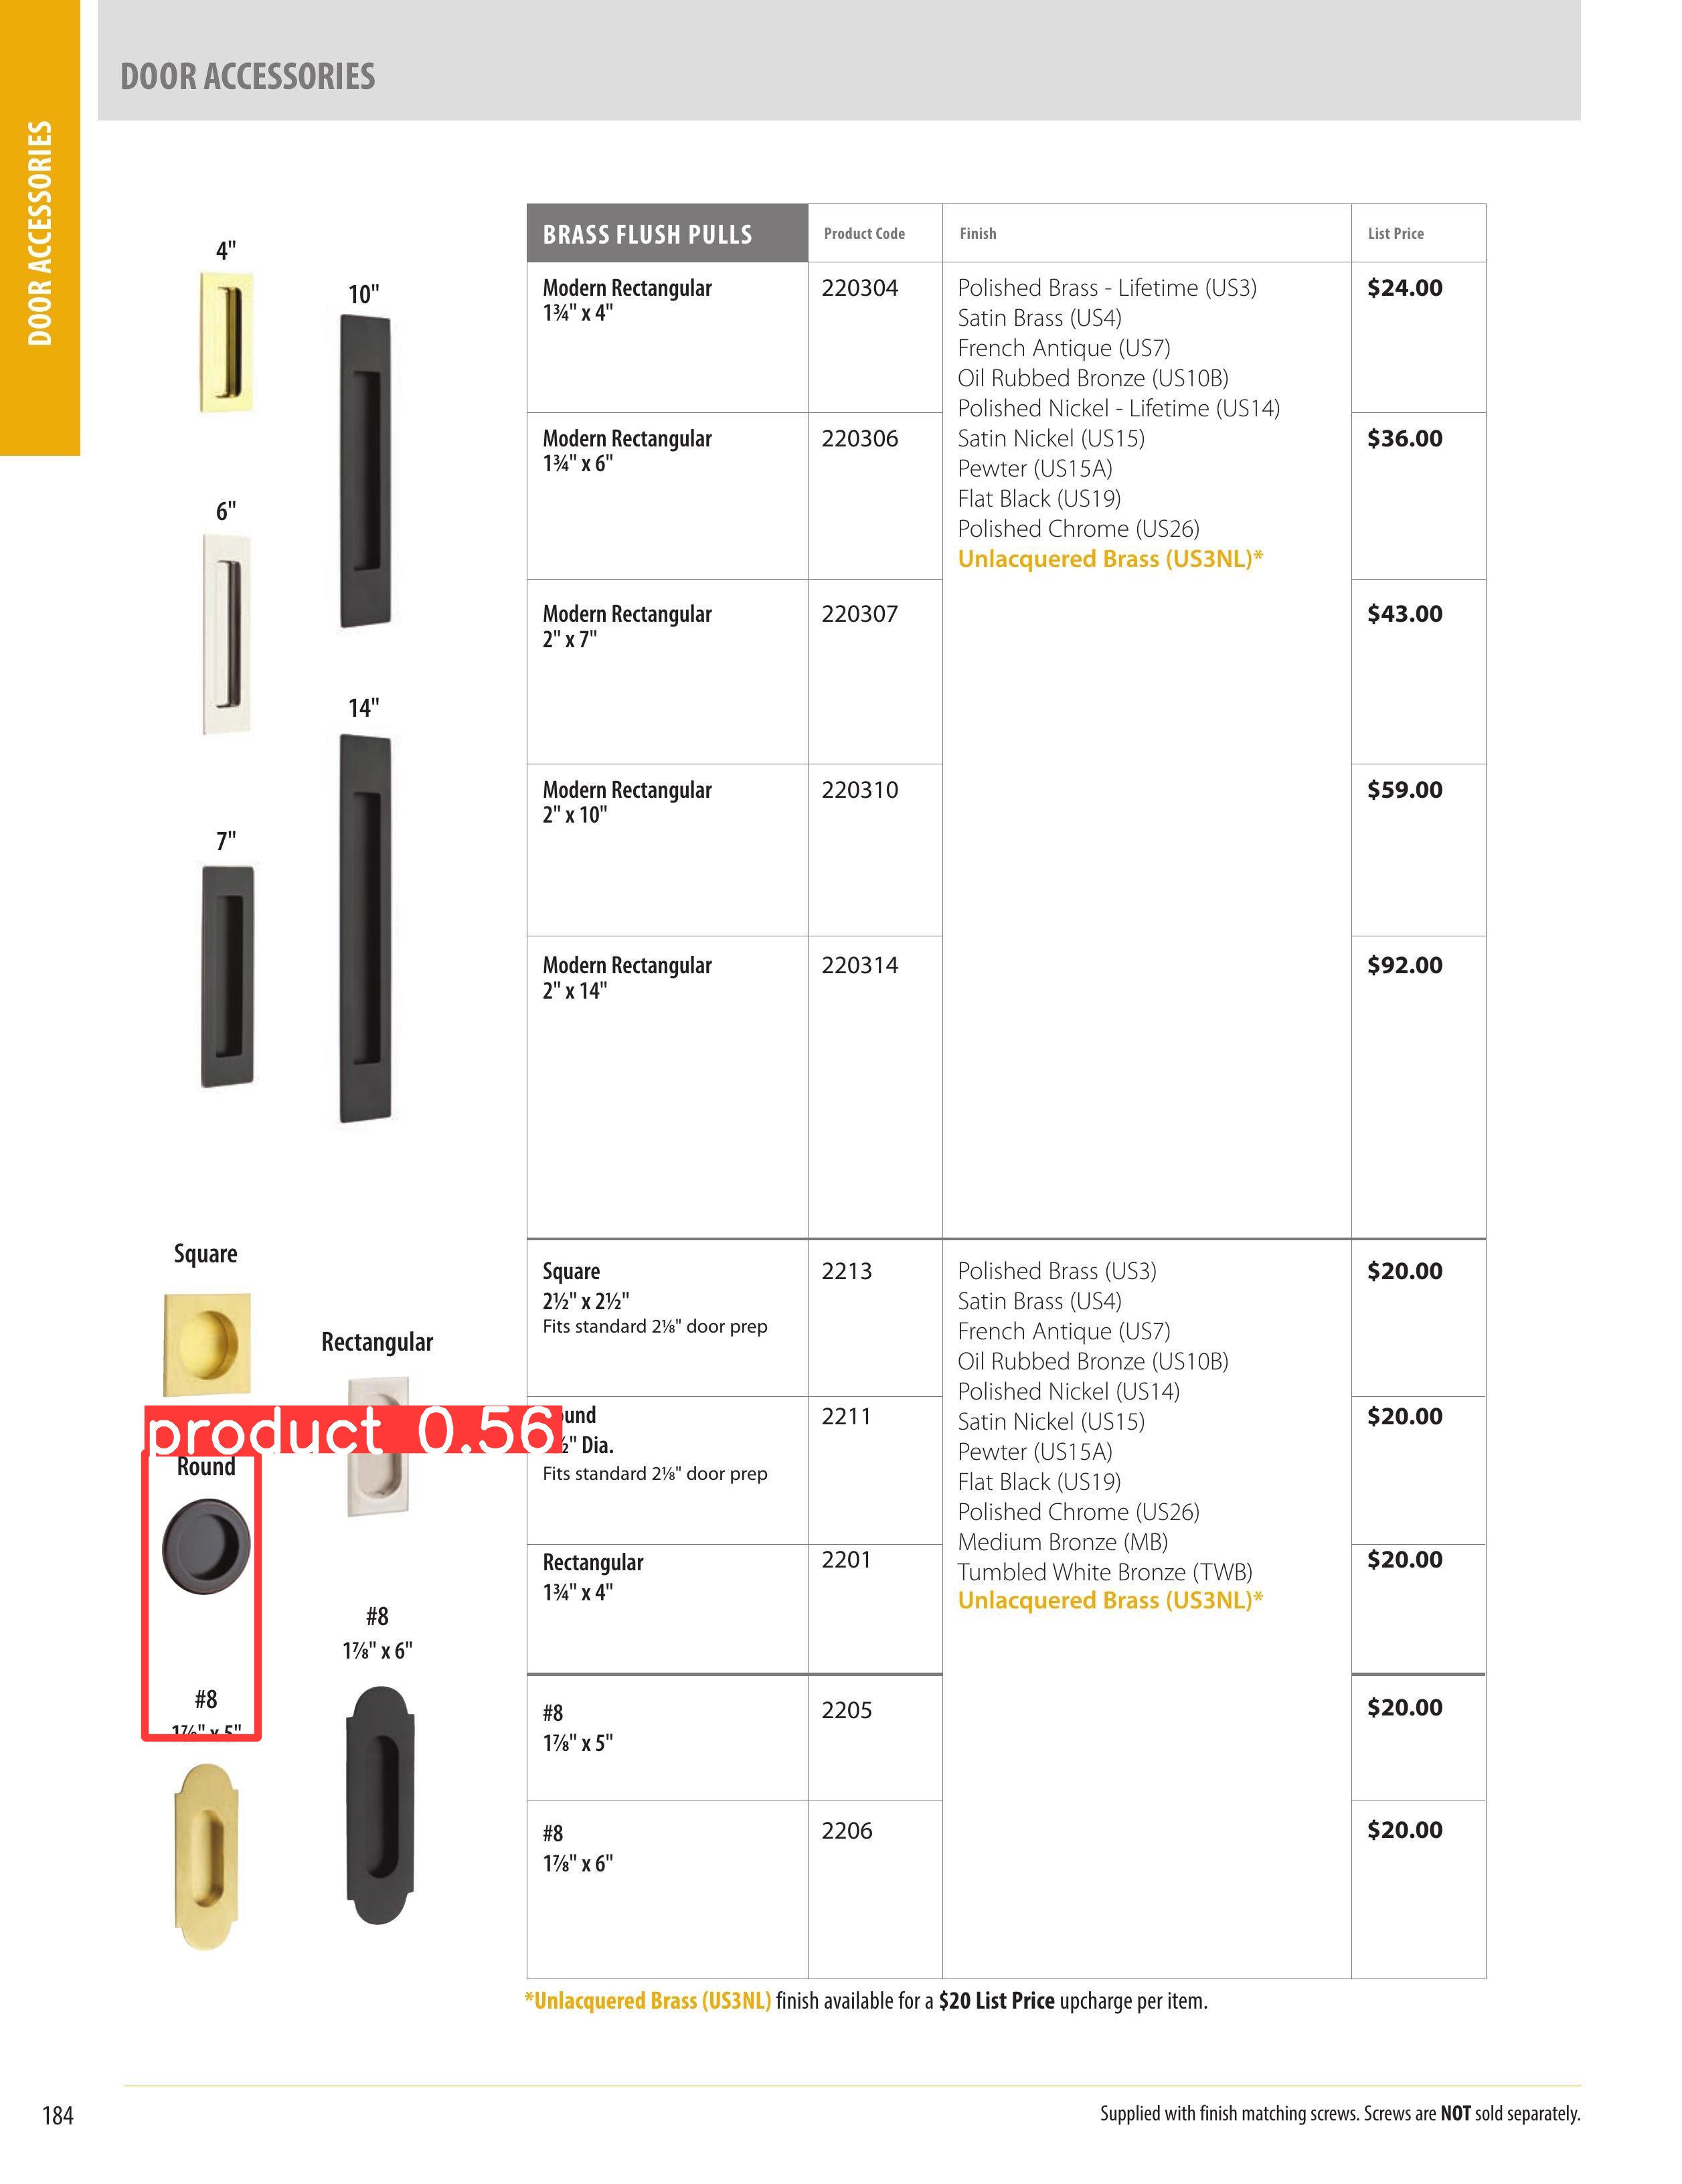 DOOR ACCESSORIES
DOOR ACCESSORIES
4"
10"
6"
14"
7"
BRASS FLUSH PULLS Product Code Finish List Price
Modern Rectangular 220304 $24.00
1¾" x 4"
Modern Rectangular 220306 $36.00
1¾" x 6"
Modern Rectangular 220307 $43.00
2" x 7"
Modern Rectangular 220310 $59.00
2" x 10"
Modern Rectangular 220314 $92.00
2" x 14"
Polished Brass - Lifetime (US3)
Satin Brass (US4)
French Antique (US7)
Oil Rubbed Bronze (US10B)
Polished Nickel - Lifetime (US14)
Satin Nickel (US15)
Pewter (US15A)
Flat Black (US19)
Polished Chrome (US26)
Unlacquered Brass (US3NL)*
Square
Rectangular
product 0.56
Round
#8
1⅞" x 5"
#8
1⅞" x 6"
Square 2213 $20.00
2½" x 2½"
Fits standard 2⅛" door prep
und 2211 $20.00
½" Dia.
Fits standard 2⅛" door prep
Rectangular 2201 $20.00
1¾" x 4"
#8 2205 $20.00
1⅞" x 5"
#8 2206 $20.00
1⅞" x 6"
Polished Brass (US3)
Satin Brass (US4)
French Antique (US7)
Oil Rubbed Bronze (US10B)
Polished Nickel (US14)
Satin Nickel (US15)
Pewter (US15A)
Flat Black (US19)
Polished Chrome (US26)
Medium Bronze (MB)
Tumbled White Bronze (TWB)
Unlacquered Brass (US3NL)*
*Unlacquered Brass (US3NL) finish available for a $20 List Price upcharge per item.
184
Supplied with finish matching screws. Screws are NOT sold separately.